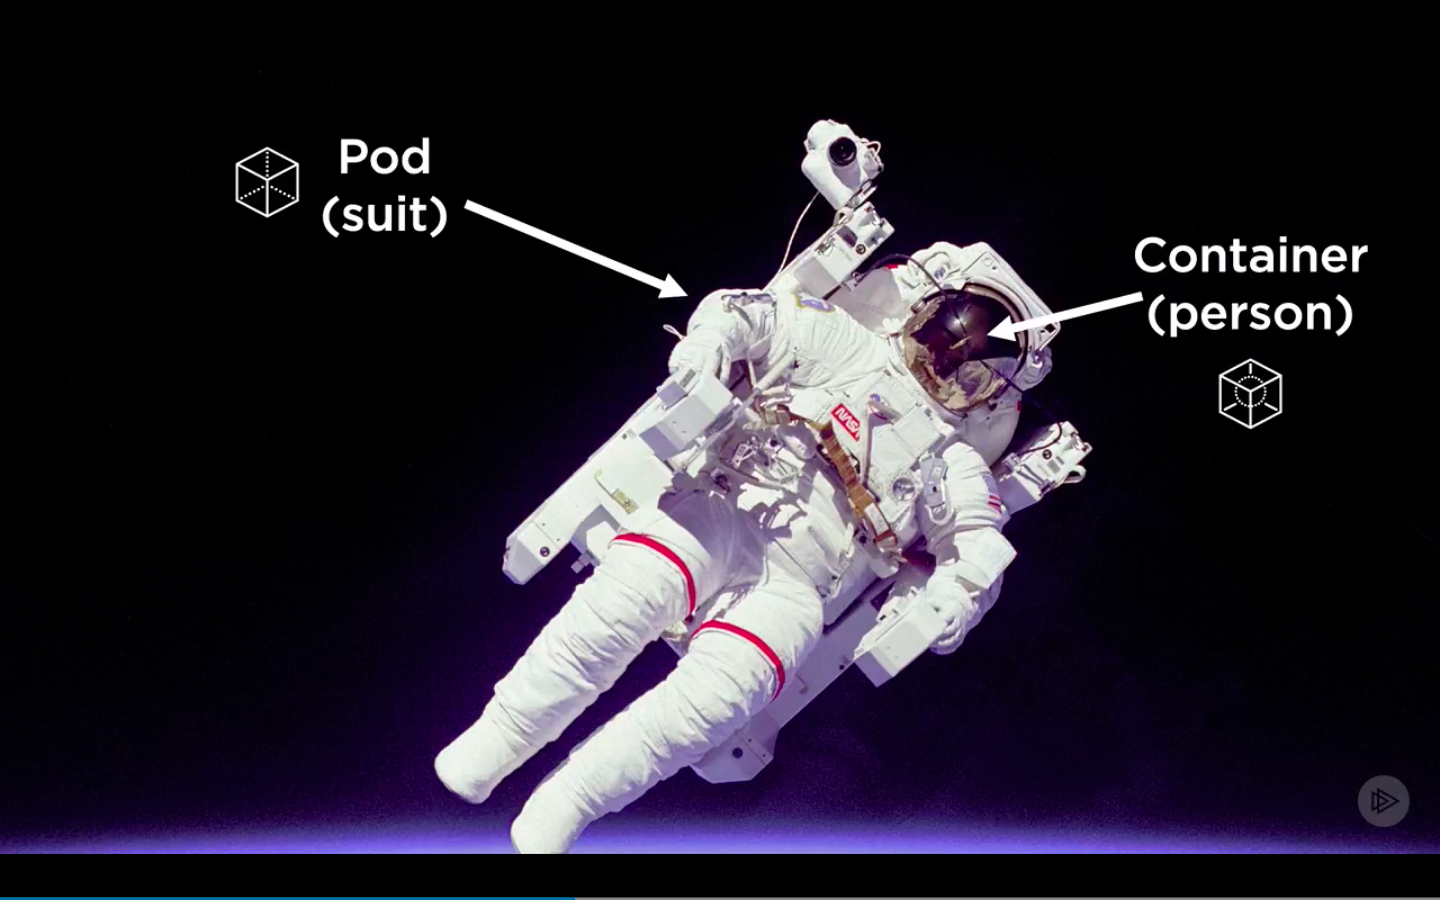 Pod
(suit)
Container
(person)
NASA